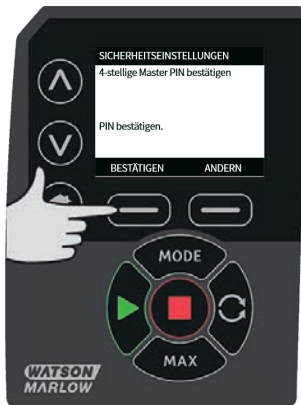 SICHERHEITSEINSTELLUNGEN
4-stellige Master PIN bestätigen
PIN bestätigen.
BESTÄTIGEN ANDERN
MODE
MAX
WATSON
MARLOW